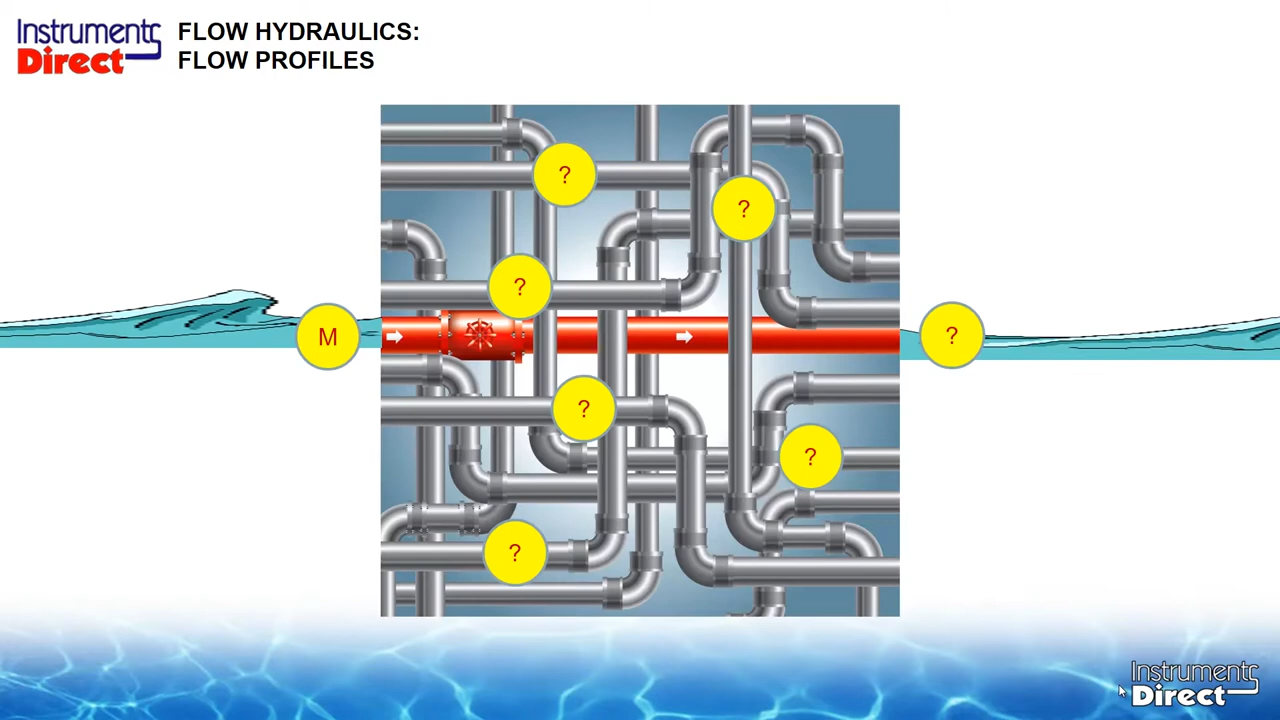 Instruments
Direct
FLOW HYDRAULICS:
FLOW PROFILES
?
?
?
M
?
?
?
?
Instruments
Direct